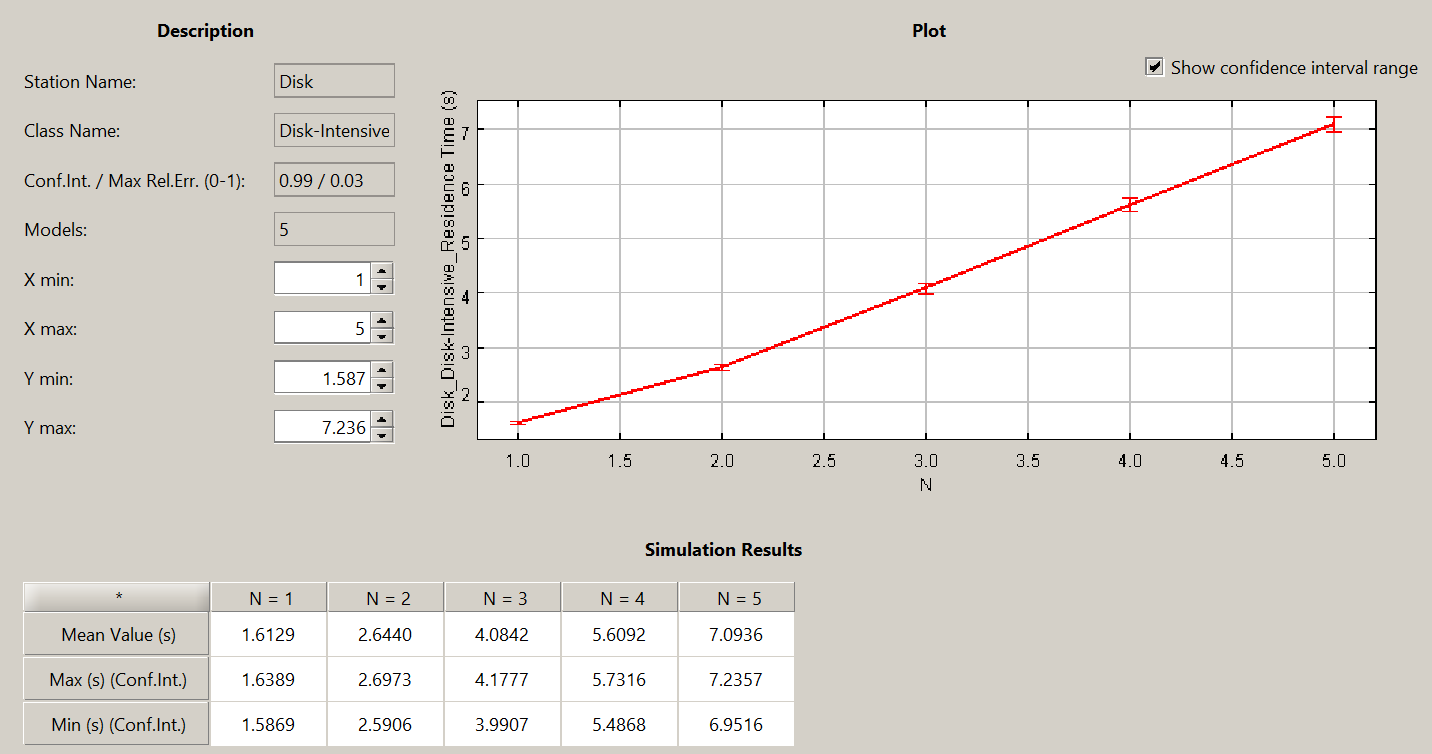 Description
Station Name: Disk
Class Name: Disk-Intensive
Conf.Int. / Max Rel.Err. (0-1): 0.99 / 0.03
Models: 5
X min: 1
X max: 5
Y min: 1.587
Y max: 7.236
Plot
Show confidence interval range
Disk_Disk-Intensive_Residence Time (s)
7
6
5
4
3
2
1.0 1.5 2.0 2.5 3.0 3.5 4.0 4.5 5.0
N
Simulation Results
* N = 1 N = 2 N = 3 N = 4 N = 5
Mean Value (s) 1.6129 2.6440 4.0842 5.6092 7.0936
Max (s) (Conf.Int.) 1.6389 2.6973 4.1777 5.7316 7.2357
Min (s) (Conf.Int.) 1.5869 2.5906 3.9907 5.4868 6.9516